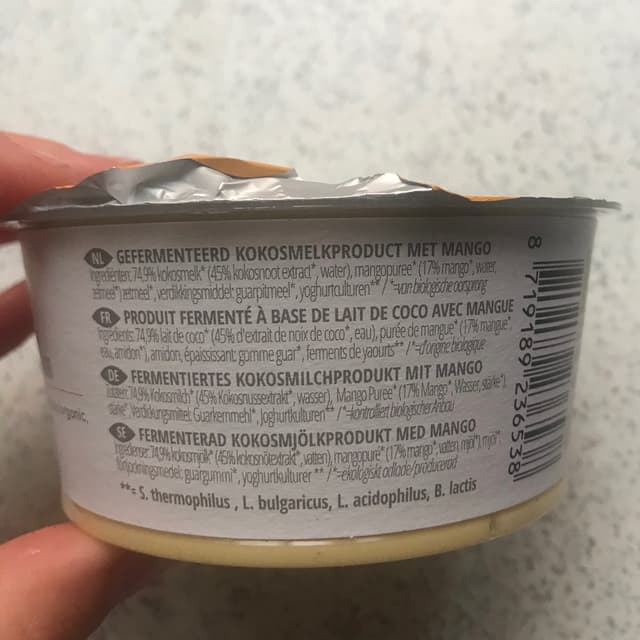 NL GEFERMENTEERD KOKOSMELKPRODUCT MET MANGO
Ingrediënten: 74,9% kokosmelk* (45% kokosnoot extract*, water), mangopuree* (17% mango*, water,
zetmeel*), zetmeel*, verdikkingsmiddel: guarpitmeel*, yoghurtculturen** / *=van biologische oorsprong
FR PRODUIT FERMENTÉ À BASE DE LAIT DE COCO AVEC MANGUE
Ingrédients: 74,9% lait de coco* (45% d'extrait de noix de coco*, eau), purée de mangue* (17% mangue*,
eau, amidon*), amidon, épaississant: gomme guar*, ferments de yaourts** / *=d'origine biologique
DE FERMENTIERTES KOKOSMILCHPRODUKT MIT MANGO
Zutaten: 74,9% Kokosmilch* (45% Kokosnussextrakt*, wasser), Mango Püree* (17% Mango*, Wasser, stärke*),
stärke*, Verdickungsmittel: Guarkernmehl*, Joghurtkulturen** / *=kontrolliert biologischer Anbau
SE FERMENTERAD KOKOSMJÖLKPRODUKT MED MANGO
Ingredienser: 74,9% kokosmjölk* (45% kokosnötextrakt*, vatten), mangopuré* (17% mango*, vatten, mjöl*), mjöl*,
förtjockningsmedel: guargummi*, yoghurtkulturer** / *=ekologiskt odlade/producerad
**= S. thermophilus , L. bulgaricus, L. acidophilus, B. lactis
organic.
8 719189 236538